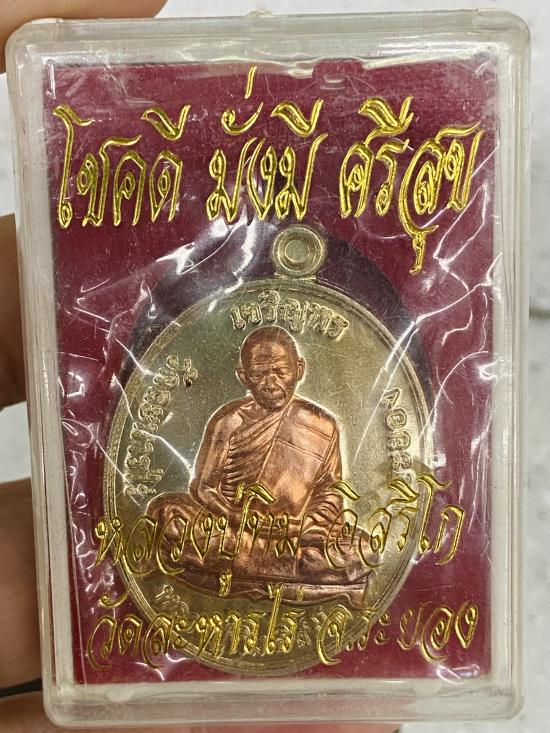 โชคดี มั่งมี ศรีสุข
เจริญพร
หลวงปู่ทิม อิสริโก
วัดละหารไร่ จ.ระยอง